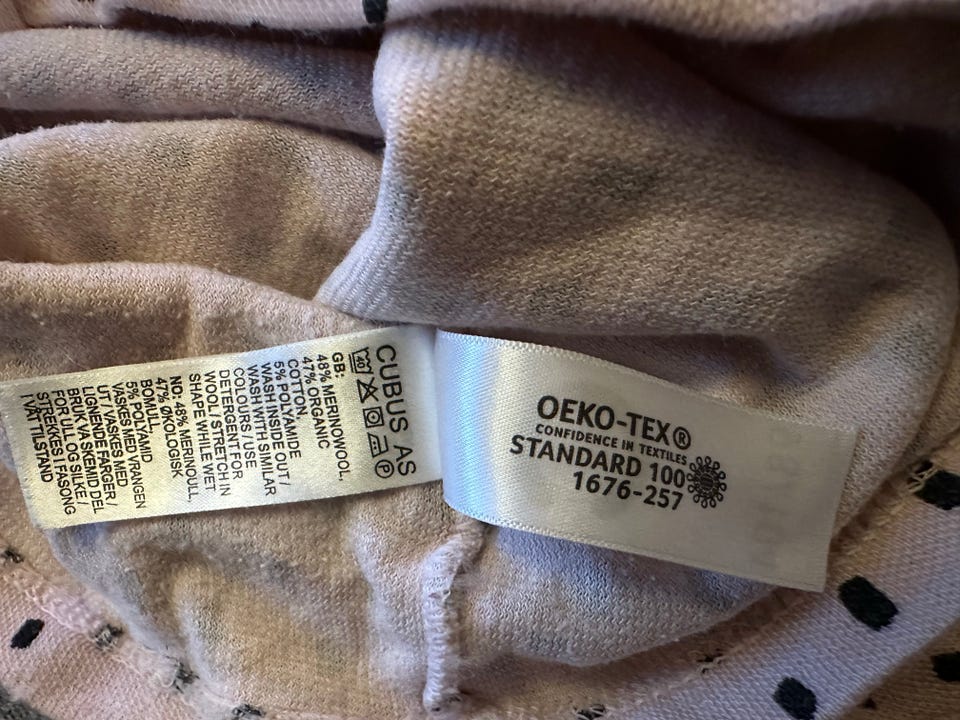 CUBUS AS
40 P
GB:
48% MERINOWOOL,
47% ORGANIC
COTTON,
5% POLYAMIDE
WASH INSIDE OUT /
WASH WITH SIMILAR
COLOURS / USE
DETERGENT FOR
WOOL / STRETCH IN
SHAPE WHILE WET
NO: 48% MERINOULL,
47% ØKOLOGISK
BOMULL,
5% POLYAMID
VASKES MED VRANGEN
UT / VASKES MED
LIGNENDE FARGER /
BRUK VASKEMIDDEL
FOR ULL OG SILKE /
STREKKES I FASONG
I VÅT TILSTAND
OEKO-TEX®
CONFIDENCE IN TEXTILES
STANDARD 100
1676-257